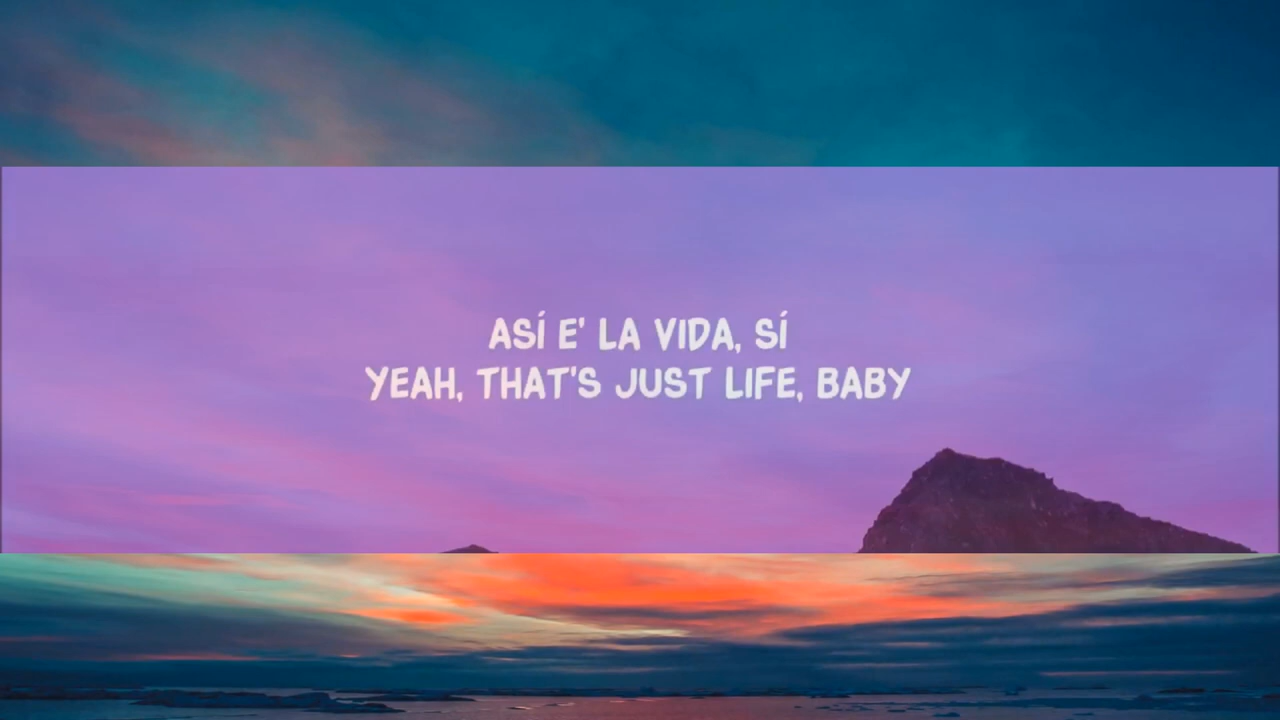 ASÍ E' LA VIDA, SÍ
YEAH, THAT'S JUST LIFE, BABY